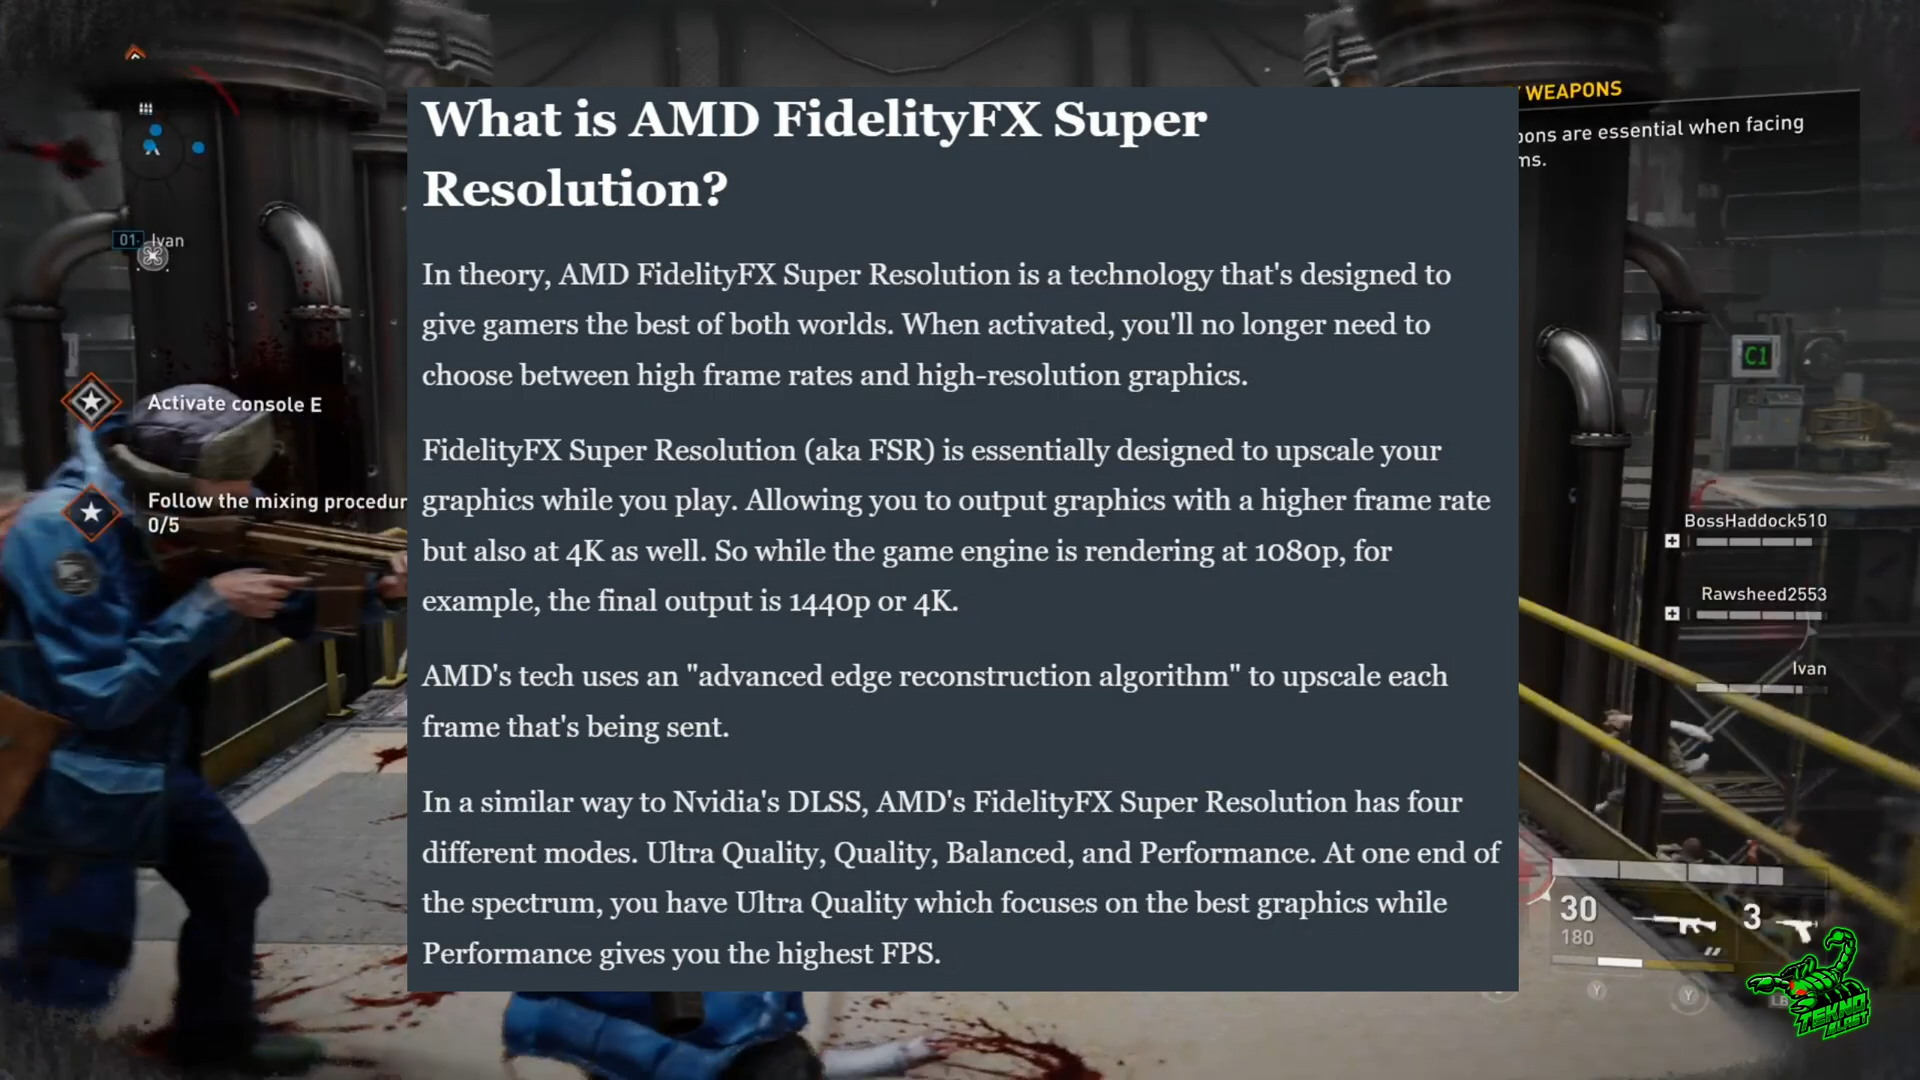 What is AMD FidelityFX Super
Resolution?
In theory, AMD FidelityFX Super Resolution is a technology that's designed to
give gamers the best of both worlds. When activated, you'll no longer need to
choose between high frame rates and high-resolution graphics.
FidelityFX Super Resolution (aka FSR) is essentially designed to upscale your
graphics while you play. Allowing you to output graphics with a higher frame rate
but also at 4K as well. So while the game engine is rendering at 1080p, for
example, the final output is 1440p or 4K.
AMD's tech uses an "advanced edge reconstruction algorithm" to upscale each
frame that's being sent.
In a similar way to Nvidia's DLSS, AMD's FidelityFX Super Resolution has four
different modes. Ultra Quality, Quality, Balanced, and Performance. At one end of
the spectrum, you have Ultra Quality which focuses on the best graphics while
Performance gives you the highest FPS.
01 Ivan
Activate console E
Follow the mixing procedur
0/5
WEAPONS
are essential when facing
C1
BossHaddock510
Rawsheed2553
Ivan
30
180
3
Y
Y
LB
TEKNO
BLAST